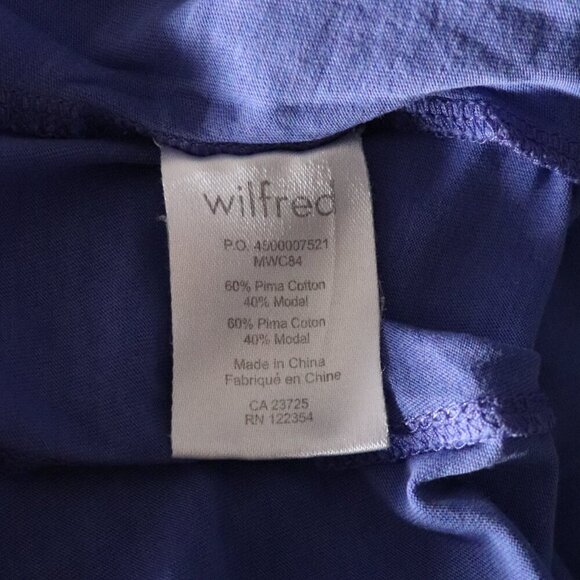 wilfred
P.O. 4500007521
MWC84
60% Pima Cotton
40% Modal
60% Pima Coton
40% Modal
Made in China
Fabriqué en Chine
CA 23725
RN 122354